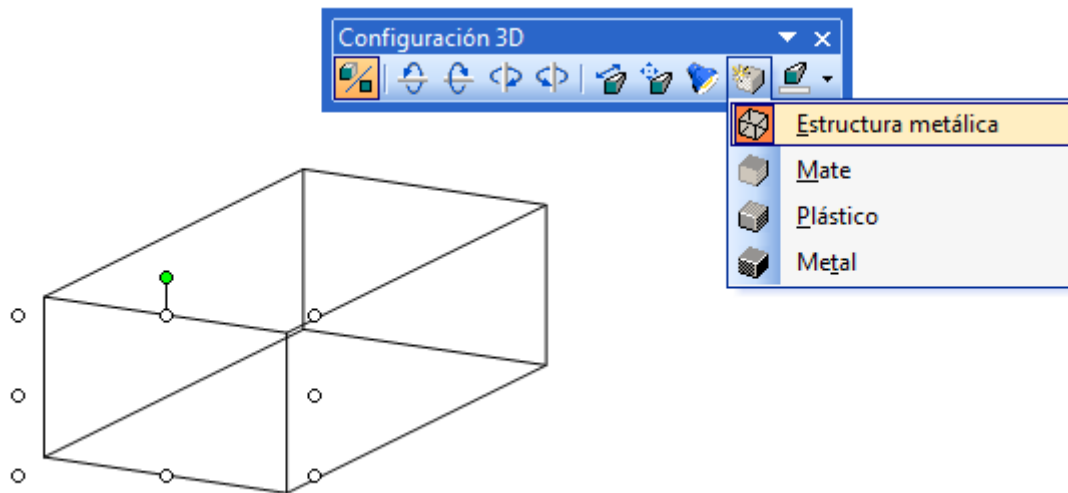 Configuración 3D
Estructura metálica
Mate
Plástico
Metal